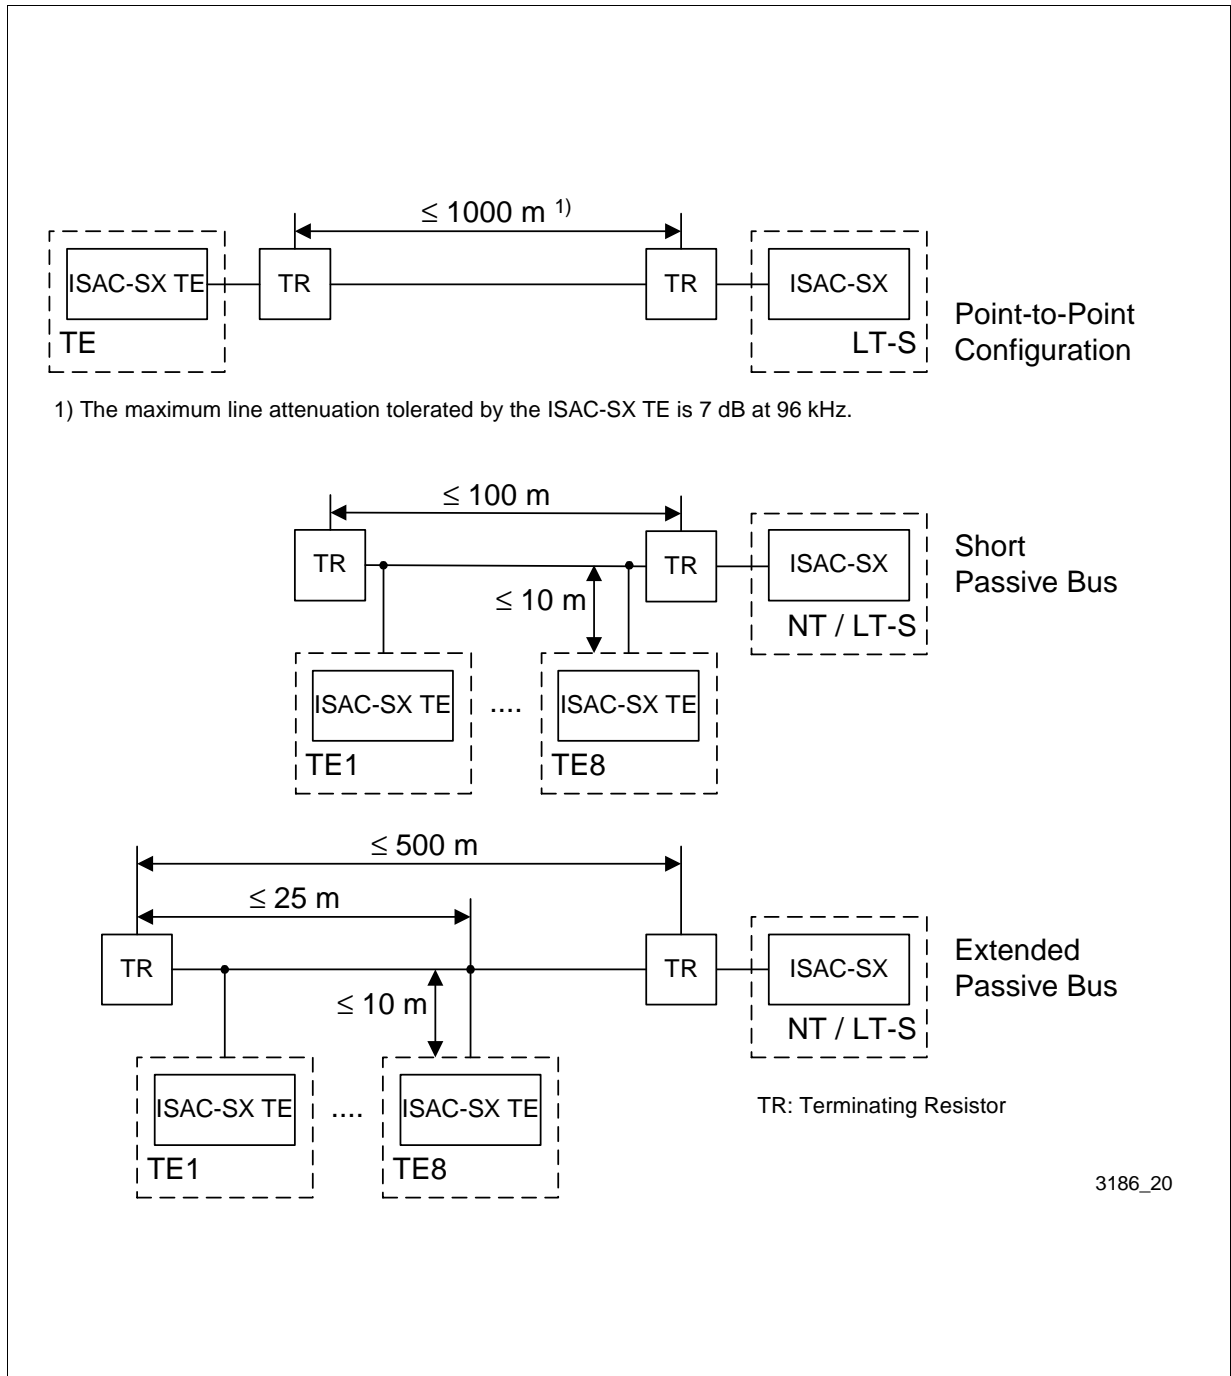 ≤ 1000 m 1)
ISAC-SX TE
TR
TR
ISAC-SX
TE
LT-S
Point-to-Point
Configuration
1) The maximum line attenuation tolerated by the ISAC-SX TE is 7 dB at 96 kHz.
≤ 100 m
TR
TR
ISAC-SX
Short
Passive Bus
≤ 10 m
NT / LT-S
ISAC-SX TE
....
ISAC-SX TE
TE1
TE8
≤ 500 m
≤ 25 m
TR
TR
ISAC-SX
Extended
Passive Bus
≤ 10 m
NT / LT-S
ISAC-SX TE
....
ISAC-SX TE
TE1
TE8
TR: Terminating Resistor
3186_20